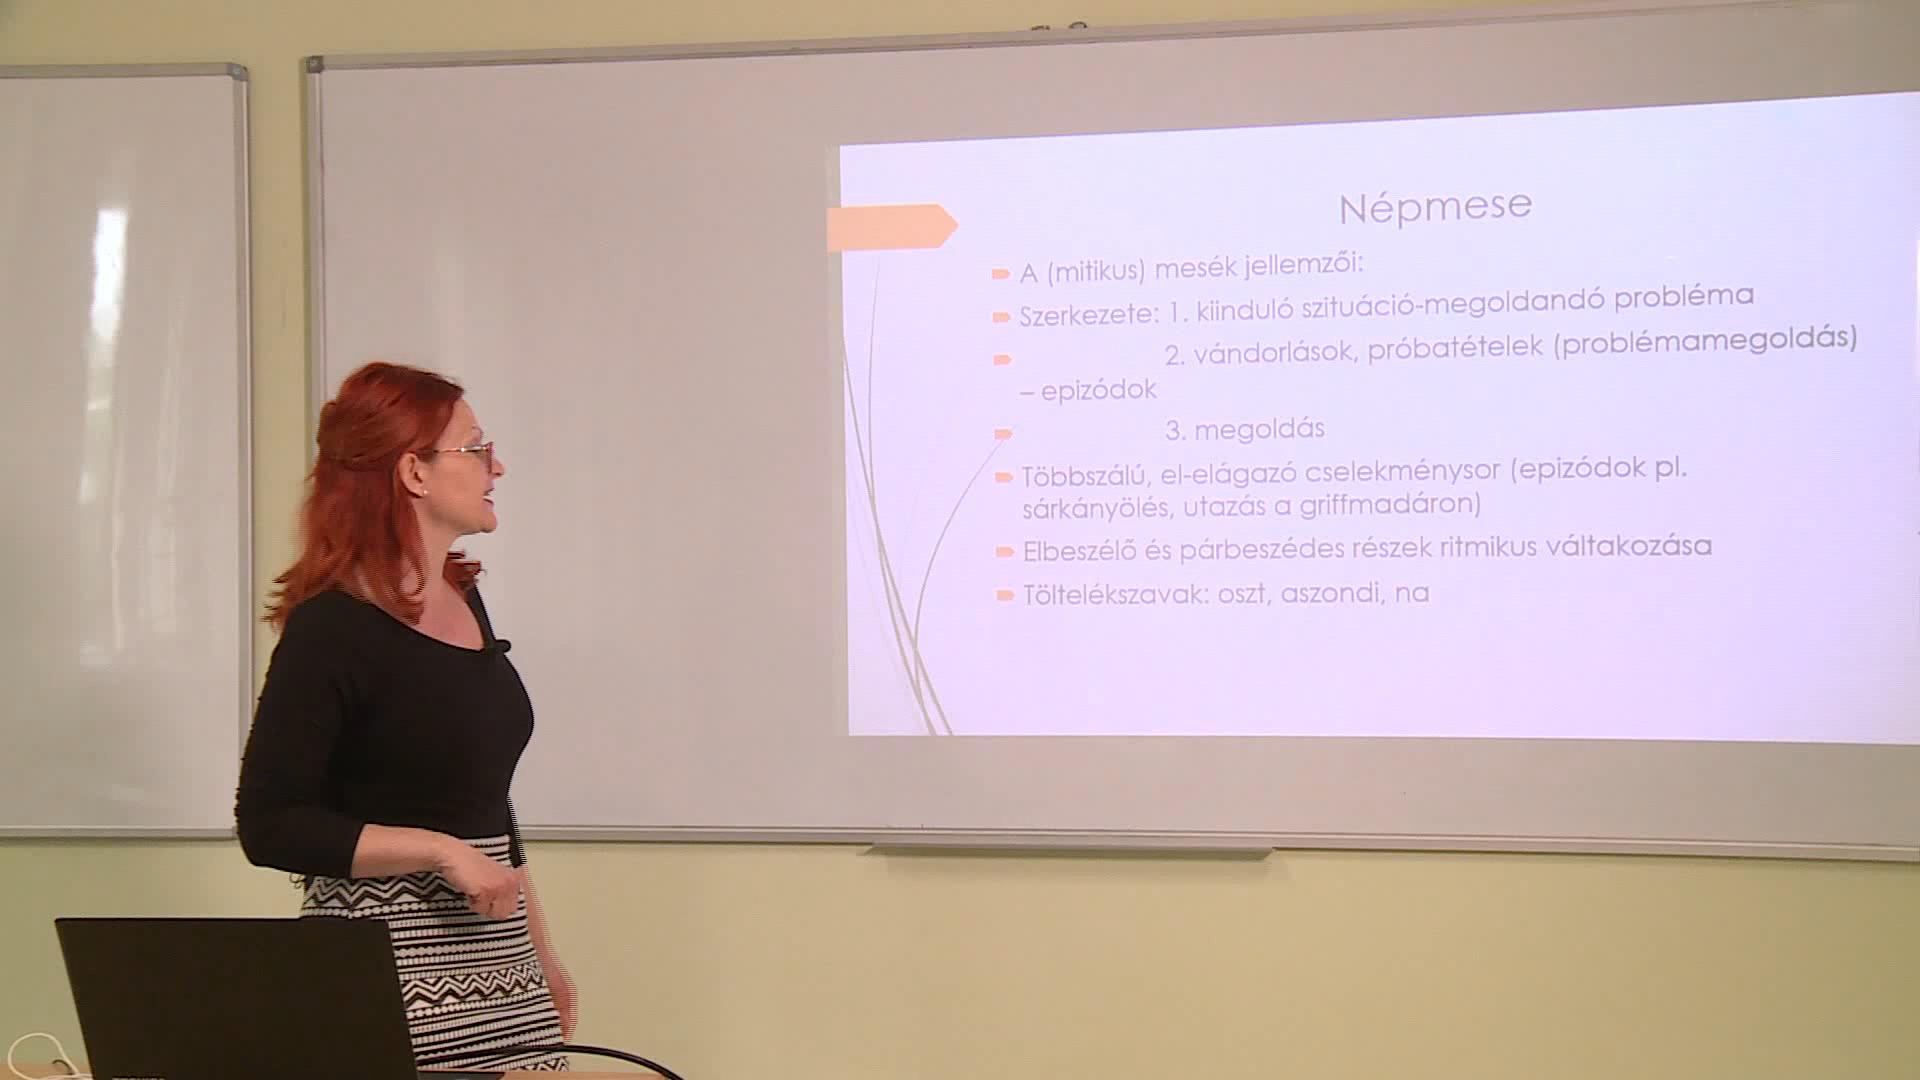 Népmese
A (mitikus) mesék jellemzői:
Szerkezete: 1. kiinduló szituáció-megoldandó probléma
2. vándorlások, próbatételek (problémamegoldás)
– epizódok
3. megoldás
Többszálú, el-elágazó cselekménysor (epizódok pl.
sárkányölés, utazás a griffmadáron)
Elbeszélő és párbeszédes részek ritmikus váltakozása
Töltelékszavak: oszt, aszondi, na